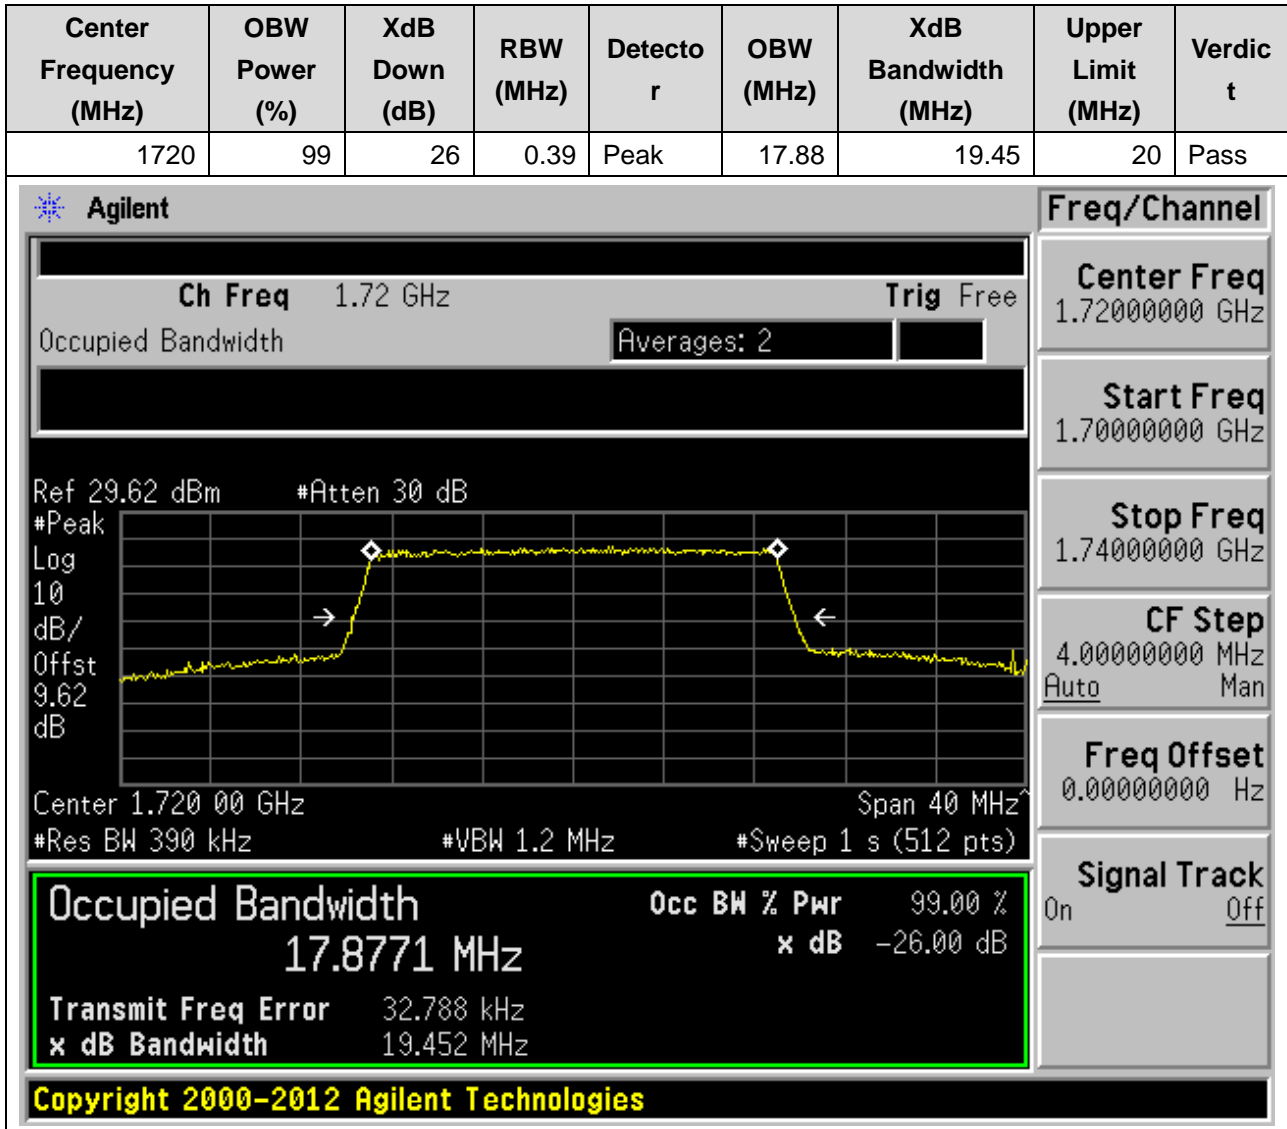 Center Frequency (MHz) OBW Power (%) XdB Down (dB) RBW (MHz) Detecto r OBW (MHz) XdB Bandwidth (MHz) Upper Limit (MHz) Verdic t
1720 99 26 0.39 Peak 17.88 19.45 20 Pass
Agilent
Freq/Channel
Ch Freq 1.72 GHz Trig Free
Occupied Bandwidth Averages: 2
Center Freq
1.72000000 GHz
Start Freq
1.70000000 GHz
Stop Freq
1.74000000 GHz
CF Step
4.00000000 MHz
Auto Man
Freq Offset
0.00000000 Hz
Signal Track
On Off
Ref 29.62 dBm #Atten 30 dB
#Peak
Log
10
dB/
Offst
9.62
dB
Center 1.720 00 GHz Span 40 MHz^
#Res BW 390 kHz #VBW 1.2 MHz #Sweep 1 s (512 pts)
Occupied Bandwidth Occ BW % Pwr 99.00 %
17.8771 MHz x dB -26.00 dB
Transmit Freq Error 32.788 kHz
x dB Bandwidth 19.452 MHz
Copyright 2000-2012 Agilent Technologies